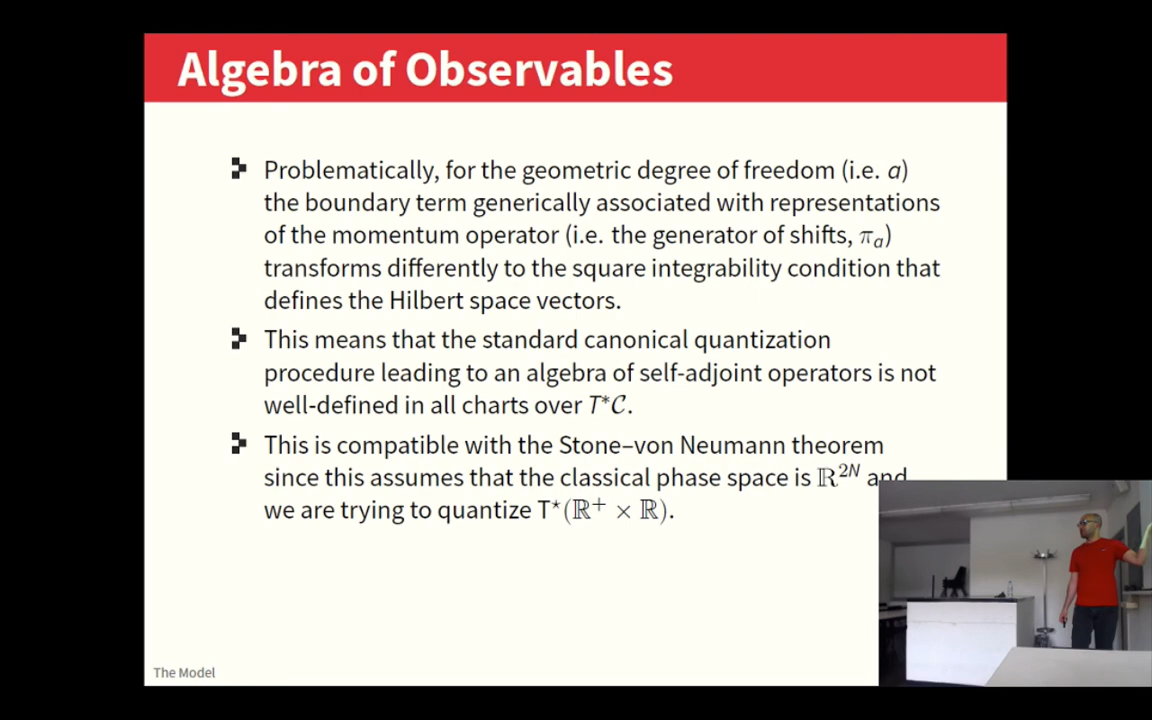 Algebra of Observables
Problematically, for the geometric degree of freedom (i.e. a)
the boundary term generically associated with representations
of the momentum operator (i.e. the generator of shifts, πₐ)
transforms differently to the square integrability condition that
defines the Hilbert space vectors.
This means that the standard canonical quantization
procedure leading to an algebra of self-adjoint operators is not
well-defined in all charts over T*𝒞.
This is compatible with the Stone–von Neumann theorem
since this assumes that the classical phase space is ℝ²ᴺ and
we are trying to quantize T⋆(ℝ⁺ × ℝ).
The Model